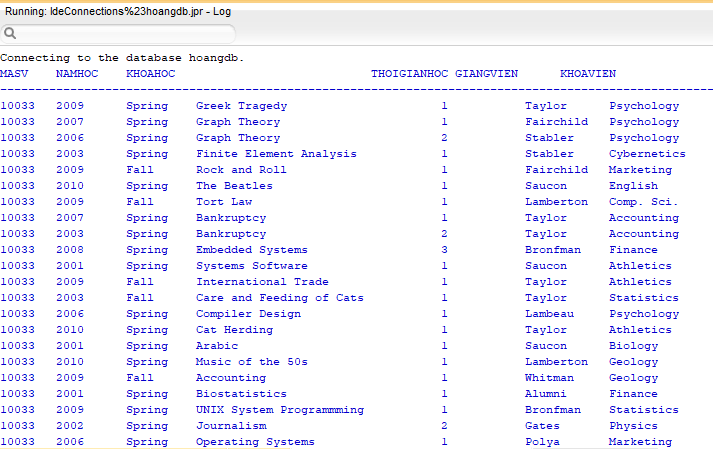 Running: IdeConnections%23hoangdb.jpr - Log
Connecting to the database hoangdb.
MASV NAMHOC KHOAHOC THOIGIANHOC GIANGVIEN KHOAVIEN
--------------------------------------------------------------------------------
10033 2009 Spring Greek Tragedy 1 Taylor Psychology
10033 2007 Spring Graph Theory 1 Fairchild Psychology
10033 2006 Spring Graph Theory 2 Stabler Psychology
10033 2003 Spring Finite Element Analysis 1 Stabler Cybernetics
10033 2009 Fall Rock and Roll 1 Fairchild Marketing
10033 2010 Spring The Beatles 1 Saucon English
10033 2009 Fall Tort Law 1 Lamberton Comp. Sci.
10033 2007 Spring Bankruptcy 1 Taylor Accounting
10033 2003 Spring Bankruptcy 2 Taylor Accounting
10033 2008 Spring Embedded Systems 3 Bronfman Finance
10033 2001 Spring Systems Software 1 Saucon Athletics
10033 2009 Fall International Trade 1 Taylor Athletics
10033 2003 Fall Care and Feeding of Cats 1 Taylor Statistics
10033 2006 Spring Compiler Design 1 Lambeau Psychology
10033 2010 Spring Cat Herding 1 Taylor Athletics
10033 2001 Spring Arabic 1 Saucon Biology
10033 2010 Spring Music of the 50s 1 Lamberton Geology
10033 2009 Fall Accounting 1 Whitman Geology
10033 2001 Spring Biostatistics 1 Alumni Finance
10033 2009 Spring UNIX System Programmming 1 Bronfman Statistics
10033 2002 Spring Journalism 2 Gates Physics
10033 2006 Spring Operating Systems 1 Polya Marketing